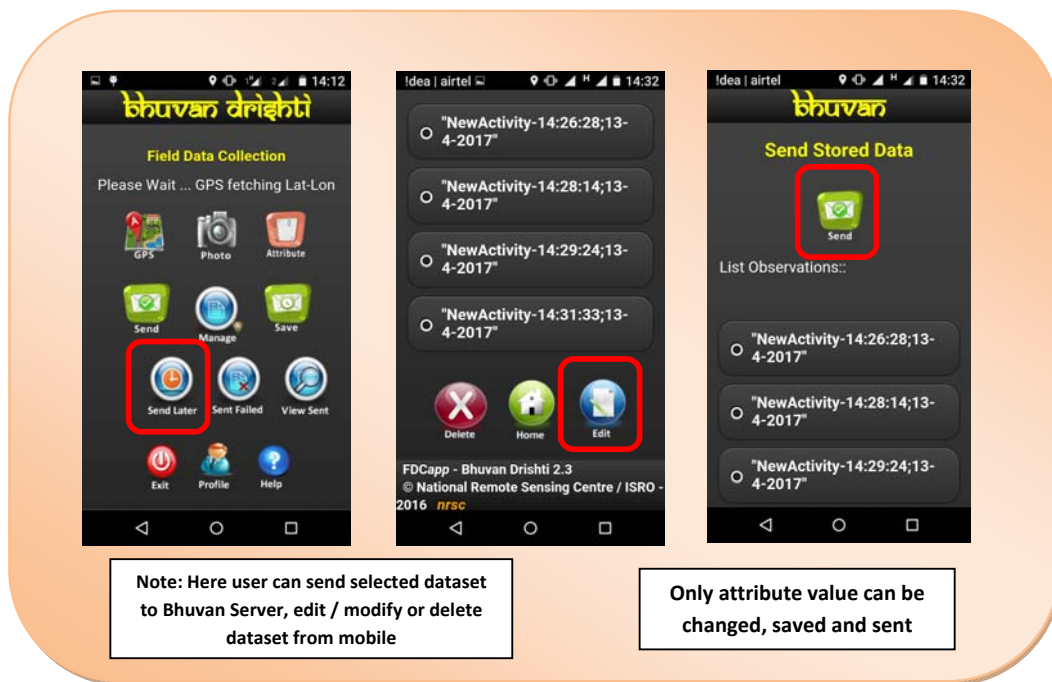 14:12
bhuvan drishti
Field Data Collection
Please Wait ... GPS fetching Lat-Lon
A
GPS
Photo
Attribute
Send
Manage
Save
Send Later
Sent Failed
View Sent
Exit
Profile
?
Help
!dea | airtel
H
14:32
"NewActivity-14:26:28;13-
4-2017"
"NewActivity-14:28:14;13-
4-2017"
"NewActivity-14:29:24;13-
4-2017"
"NewActivity-14:31:33;13-
4-2017"
Delete
Home
Edit
FDCapp - Bhuvan Drishti 2.3
© National Remote Sensing Centre / ISRO -
2016 nrsc
!dea | airtel
H
14:32
bhuvan
Send Stored Data
Send
List Observations::
"NewActivity-14:26:28;13-
4-2017"
"NewActivity-14:28:14;13-
4-2017"
"NewActivity-14:29:24;13-
4-2017"
Note: Here user can send selected dataset
to Bhuvan Server, edit / modify or delete
dataset from mobile
Only attribute value can be
changed, saved and sent